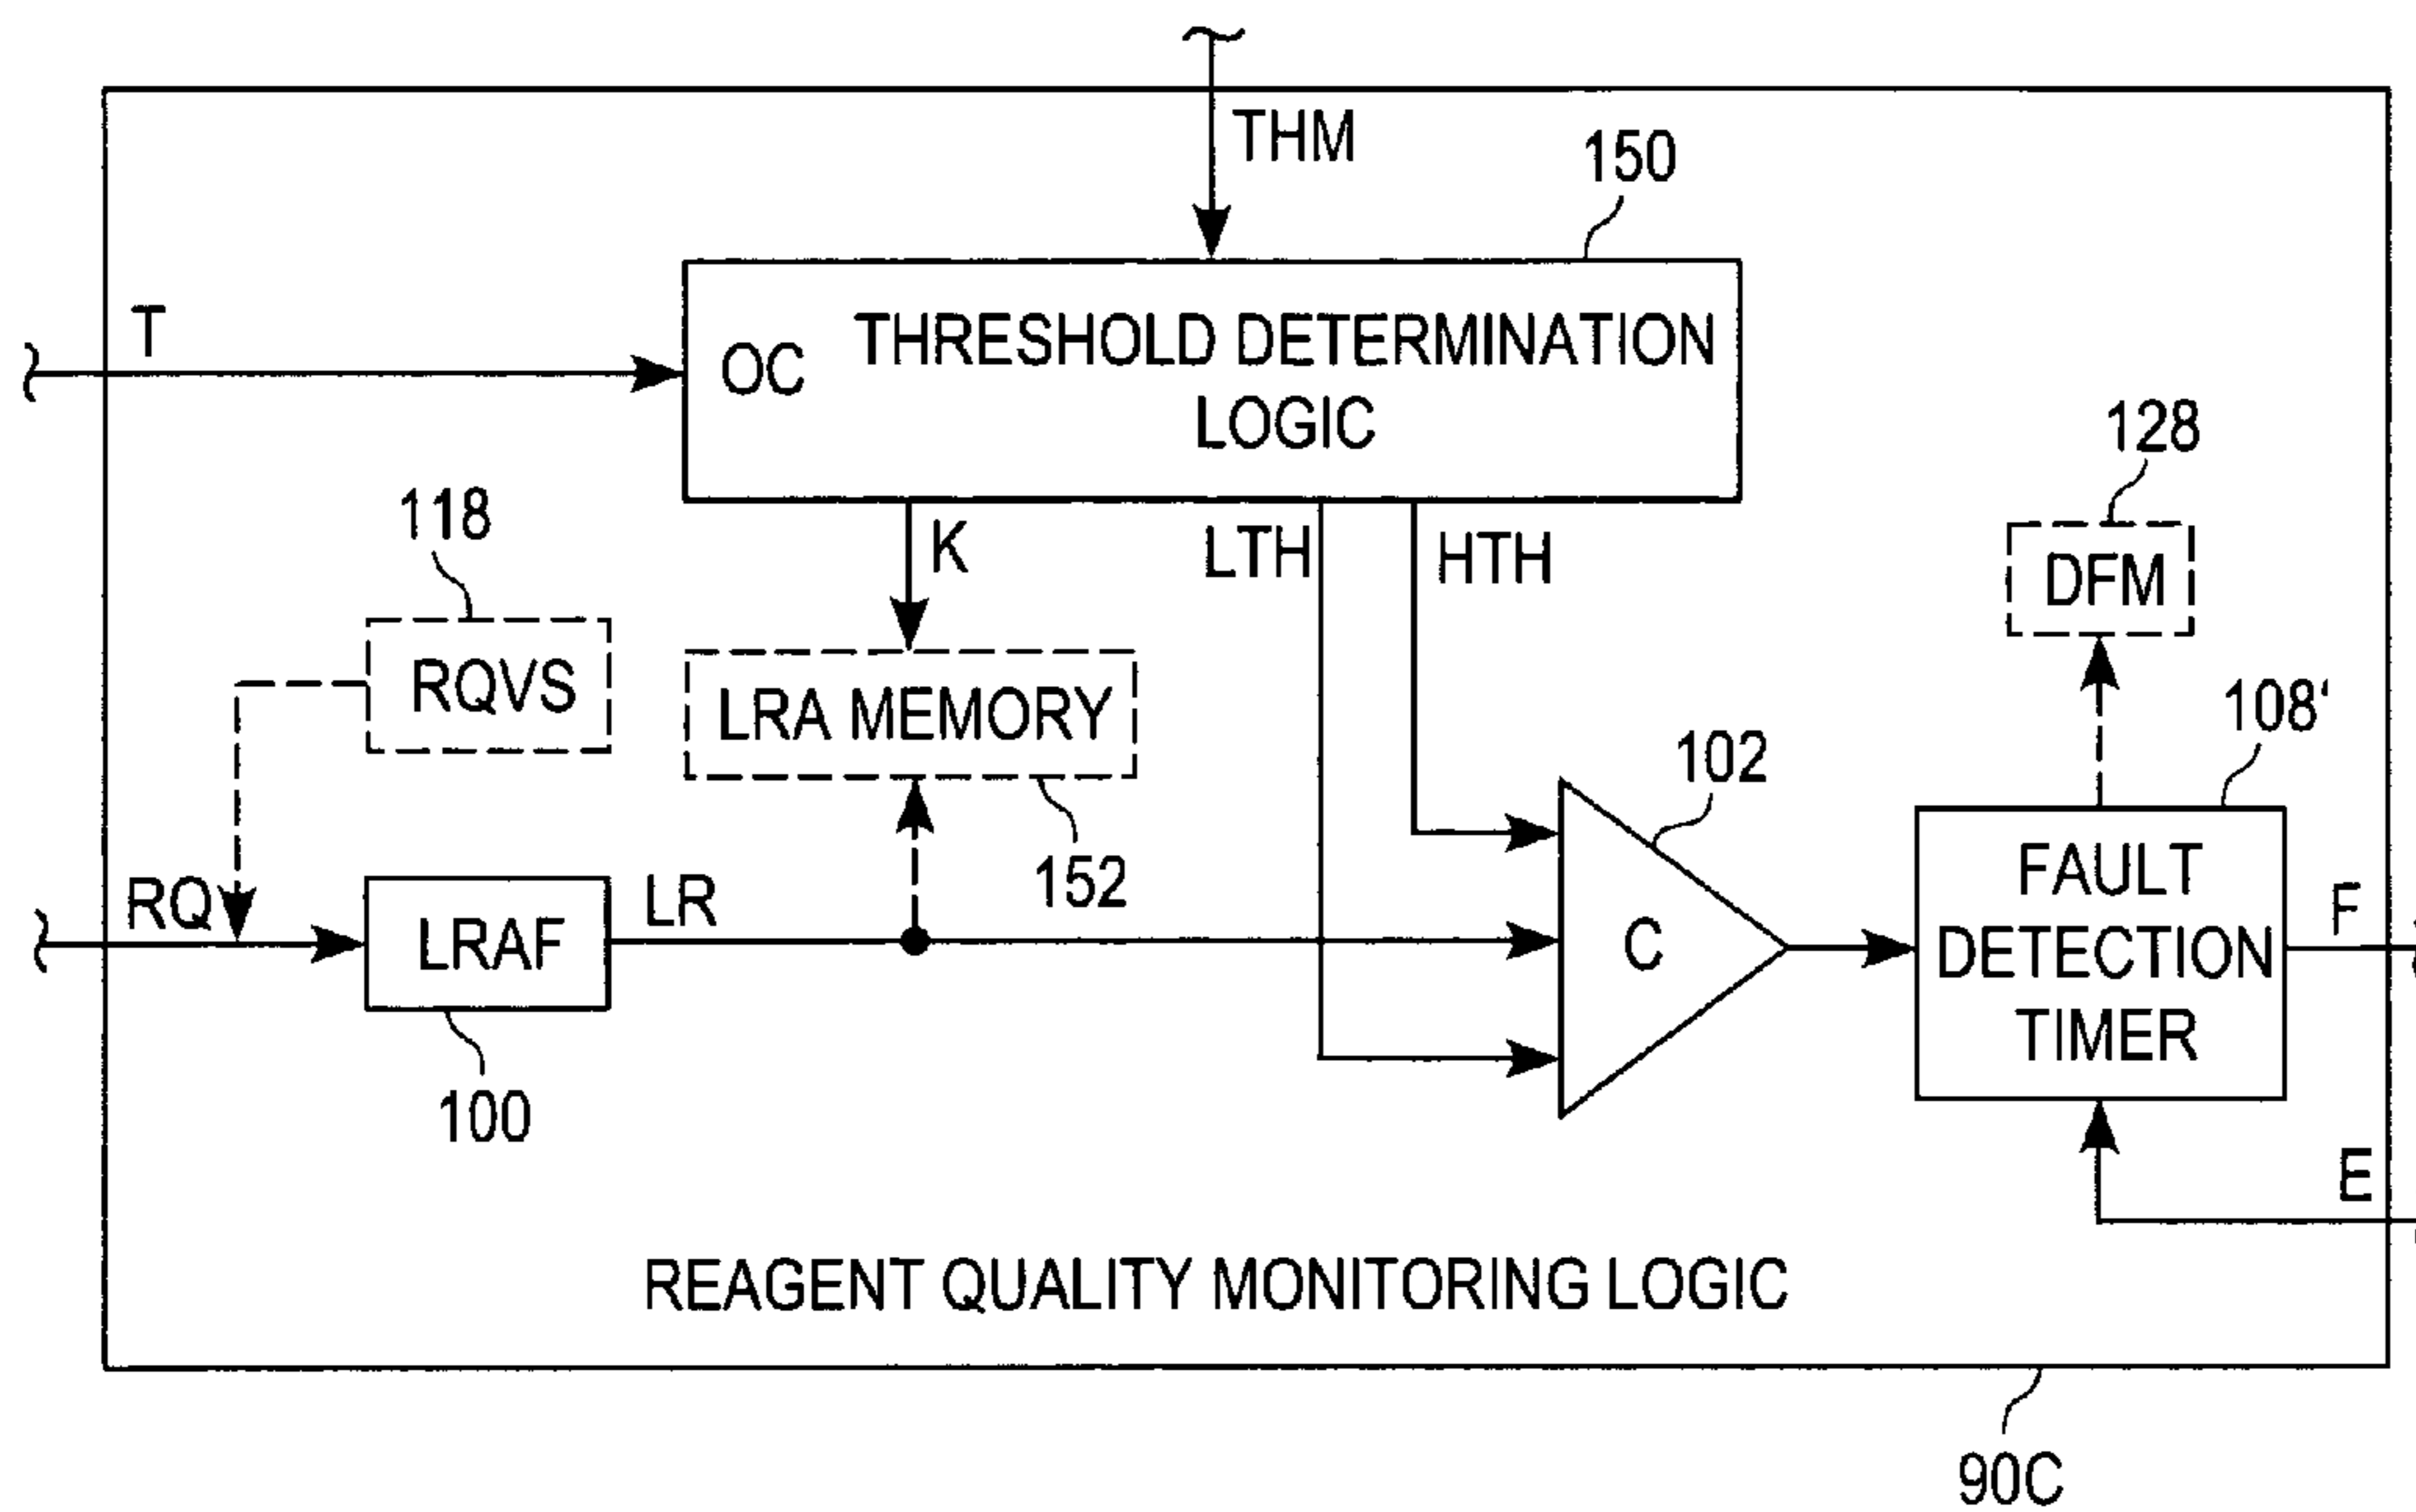 THM
150
T
OC
THRESHOLD DETERMINATION
LOGIC
128
118
K
LTH
HTH
DFM
RQVS
LRA MEMORY
108'
102
152
RQ
LRAF
LR
C
FAULT
DETECTION
TIMER
F
100
E
REAGENT QUALITY MONITORING LOGIC
90C